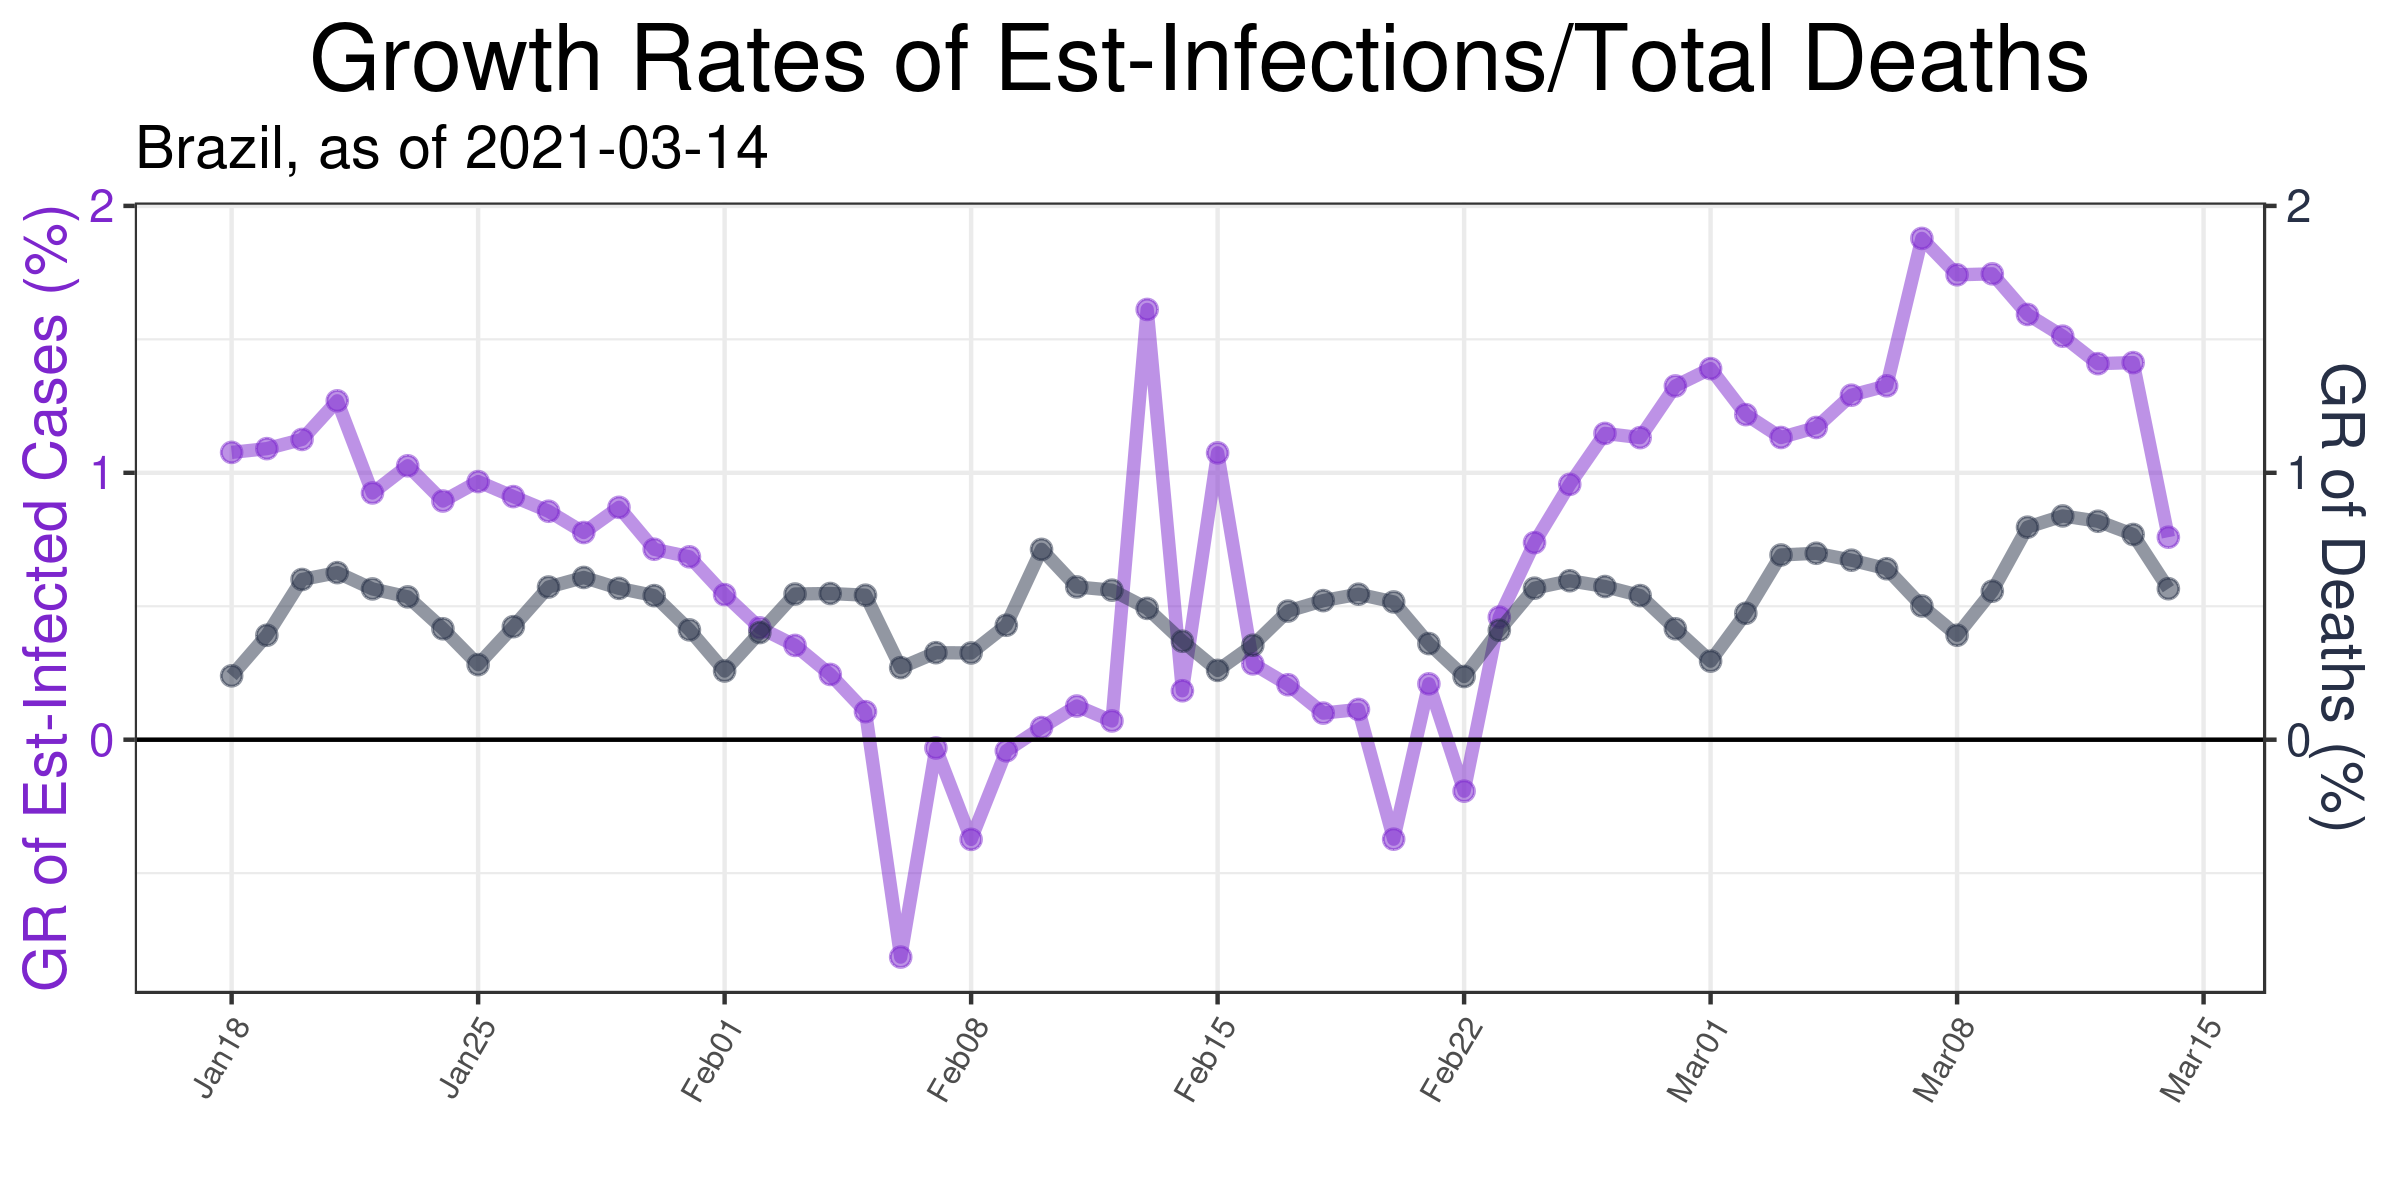 Growth Rates of Est-Infections/Total Deaths
Brazil, as of 2021-03-14
GR of Est-Infected Cases (%)
2
1
0
2
1
0
GR of Deaths (%)
Jan18
Jan25
Feb01
Feb08
Feb15
Feb22
Mar01
Mar08
Mar15